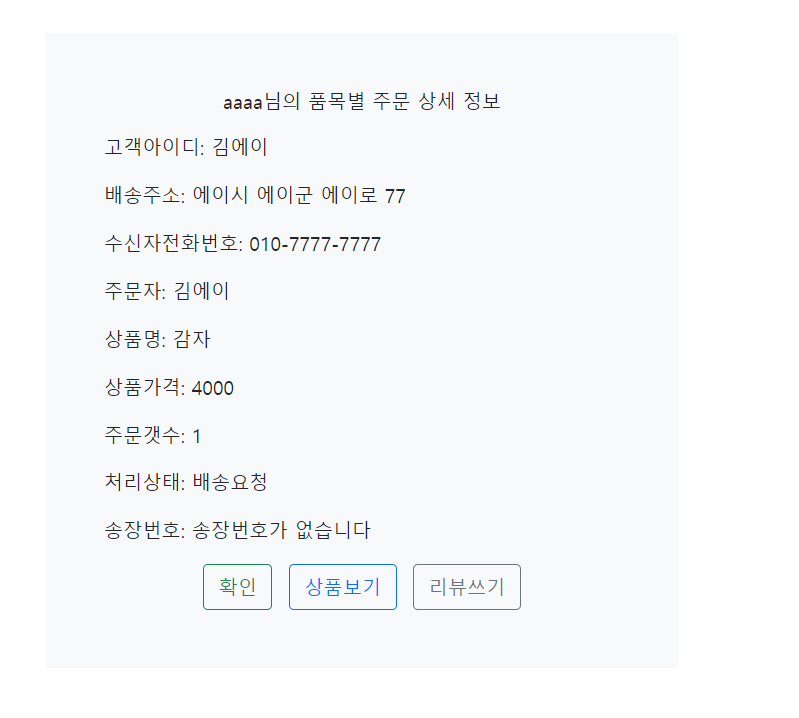 aaaa님의 품목별 주문 상세 정보
고객아이디: 김에이
배송주소: 에이시 에이군 에이로 77
수신자전화번호: 010-7777-7777
주문자: 김에이
상품명: 감자
상품가격: 4000
주문갯수: 1
처리상태: 배송요청
송장번호: 송장번호가 없습니다
확인 상품보기 리뷰쓰기